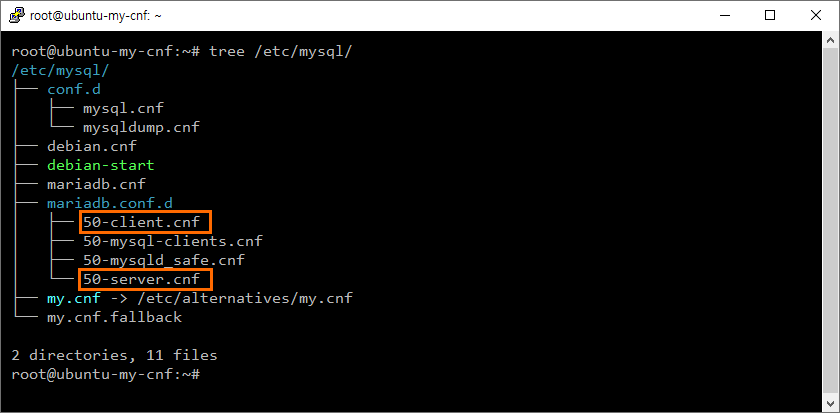 root@ubuntu-my-cnf: ~
root@ubuntu-my-cnf:~# tree /etc/mysql/
/etc/mysql/
├── conf.d
│   ├── mysql.cnf
│   └── mysqldump.cnf
├── debian.cnf
├── debian-start
├── mariadb.cnf
├── mariadb.conf.d
│   ├── 50-client.cnf
│   ├── 50-mysql-clients.cnf
│   ├── 50-mysqld_safe.cnf
│   └── 50-server.cnf
├── my.cnf -> /etc/alternatives/my.cnf
└── my.cnf.fallback
2 directories, 11 files
root@ubuntu-my-cnf:~#